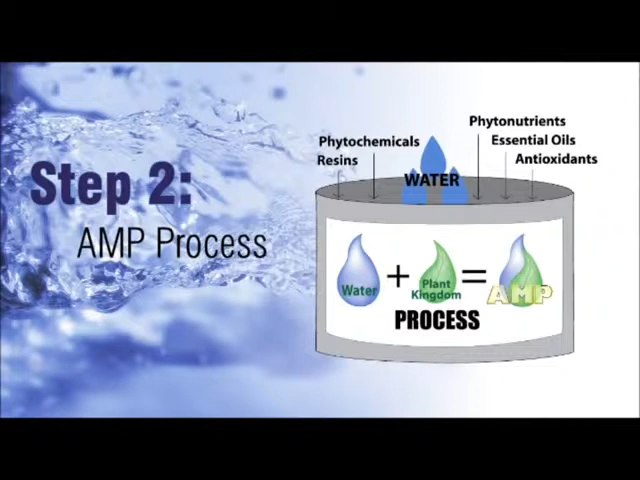 Step 2:
AMP Process
Phytochemicals
Resins
WATER
Phytonutrients
Essential Oils
Antioxidants
Water
+
Plant
Kingdom
=
AMP
PROCESS